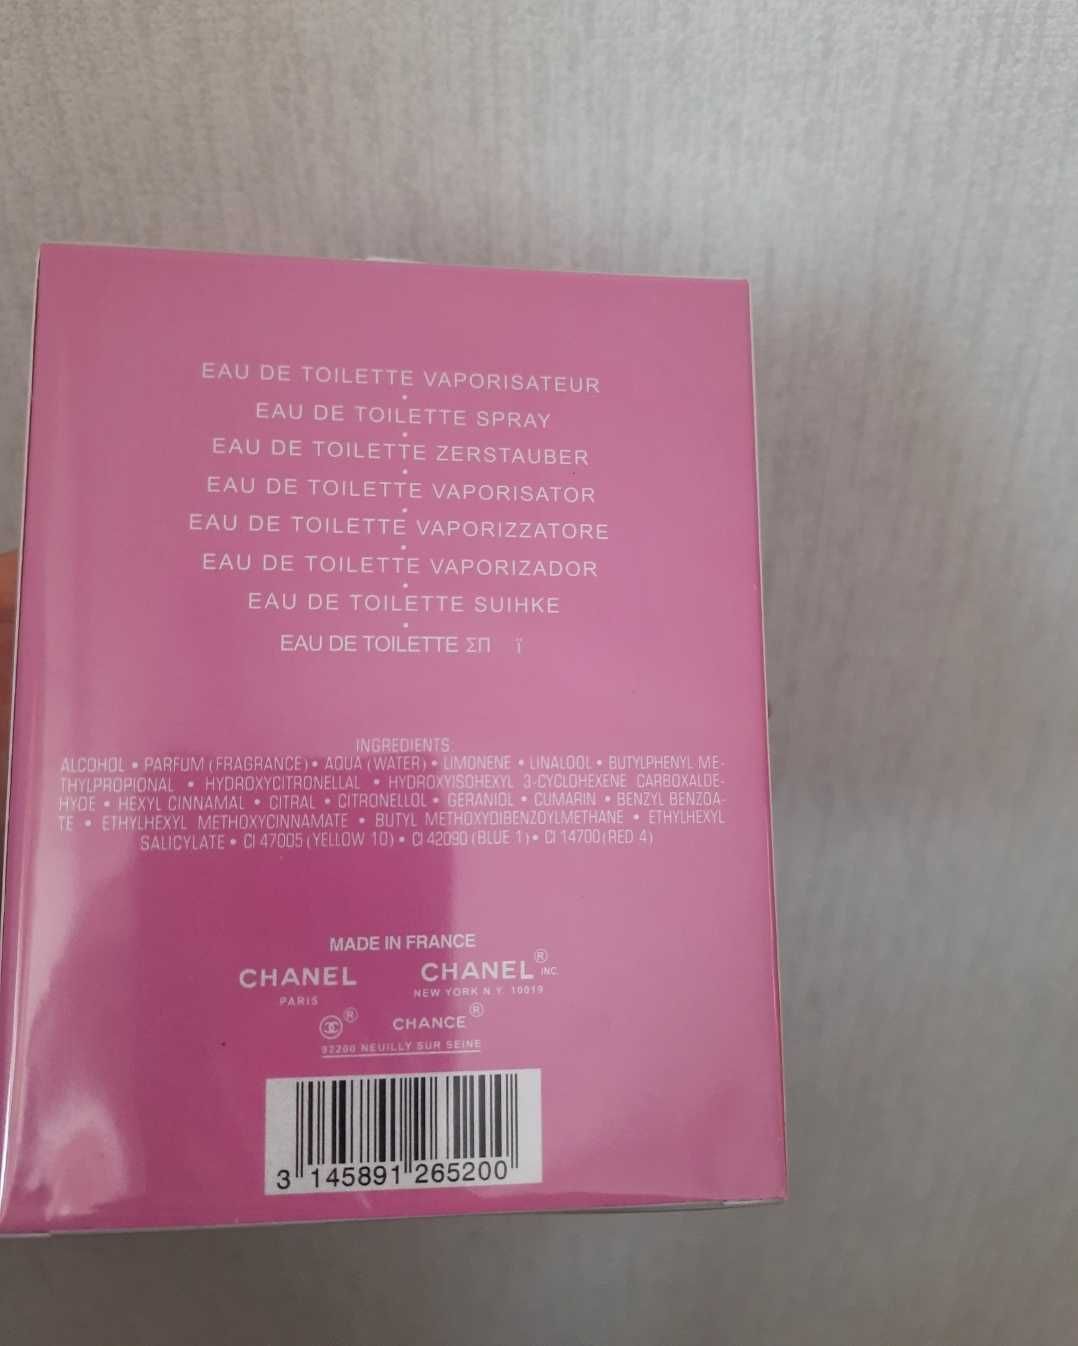 EAU DE TOILETTE VAPORISATEUR
•
EAU DE TOILETTE SPRAY
•
EAU DE TOILETTE ZERSTAUBER
•
EAU DE TOILETTE VAPORISATOR
•
EAU DE TOILETTE VAPORIZZATORE
•
EAU DE TOILETTE VAPORIZADOR
•
EAU DE TOILETTE SUIHKE
•
EAU DE TOILETTE ΣΠ ϊ
INGREDIENTS:
ALCOHOL • PARFUM (FRAGRANCE) • AQUA (WATER) • LIMONENE • LINALOOL • BUTYLPHENYL ME-
THYLPROPIONAL • HYDROXYCITRONELLAL • HYDROXYISOHEXYL 3-CYCLOHEXENE CARBOXALDE-
HYDE • HEXYL CINNAMAL • CITRAL • CITRONELLOL • GERANIOL • CUMARIN • BENZYL BENZOA-
TE • ETHYLHEXYL METHOXYCINNAMATE • BUTYL METHOXYDIBENZOYLMETHANE • ETHYLHEXYL
SALICYLATE • CI 47005 (YELLOW 10) • CI 42090 (BLUE 1) • CI 14700 (RED 4)
MADE IN FRANCE
CHANEL CHANEL® INC.
PARIS NEW YORK N.Y. 10019
® CHANCE®
92200 NEUILLY SUR SEINE
3 145891 265200